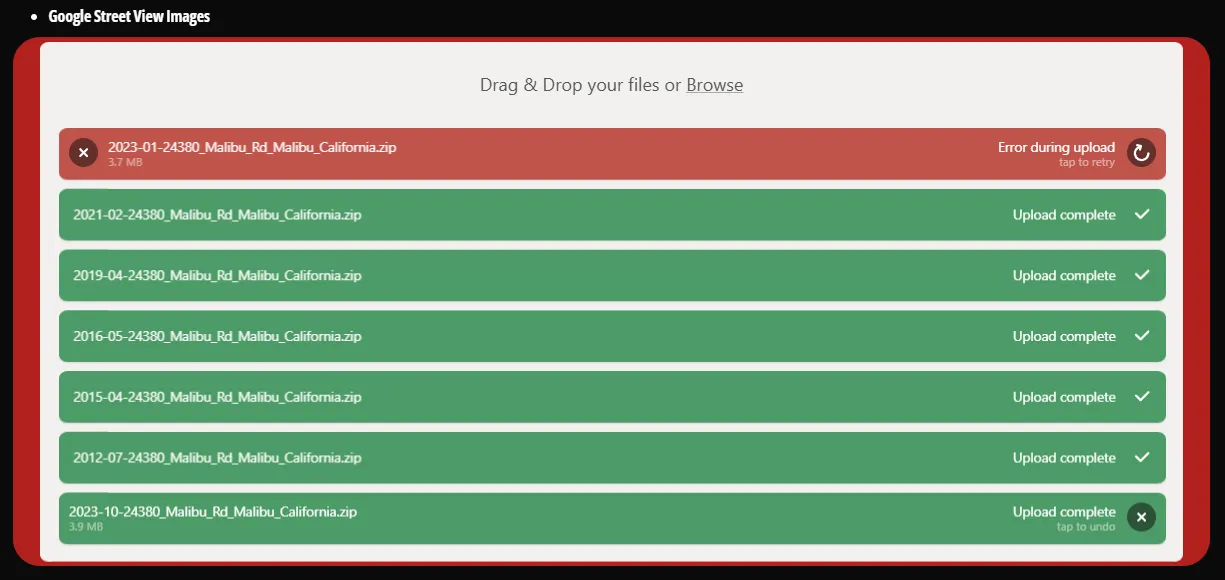 Google Street View Images
Drag & Drop your files or Browse
2023-01-24380_Malibu_Rd_Malibu_California.zip
3.7 MB
Error during upload
tap to retry
2021-02-24380_Malibu_Rd_Malibu_California.zip
Upload complete
2019-04-24380_Malibu_Rd_Malibu_California.zip
Upload complete
2016-05-24380_Malibu_Rd_Malibu_California.zip
Upload complete
2015-04-24380_Malibu_Rd_Malibu_California.zip
Upload complete
2012-07-24380_Malibu_Rd_Malibu_California.zip
Upload complete
2023-10-24380_Malibu_Rd_Malibu_California.zip
3.9 MB
Upload complete
tap to undo